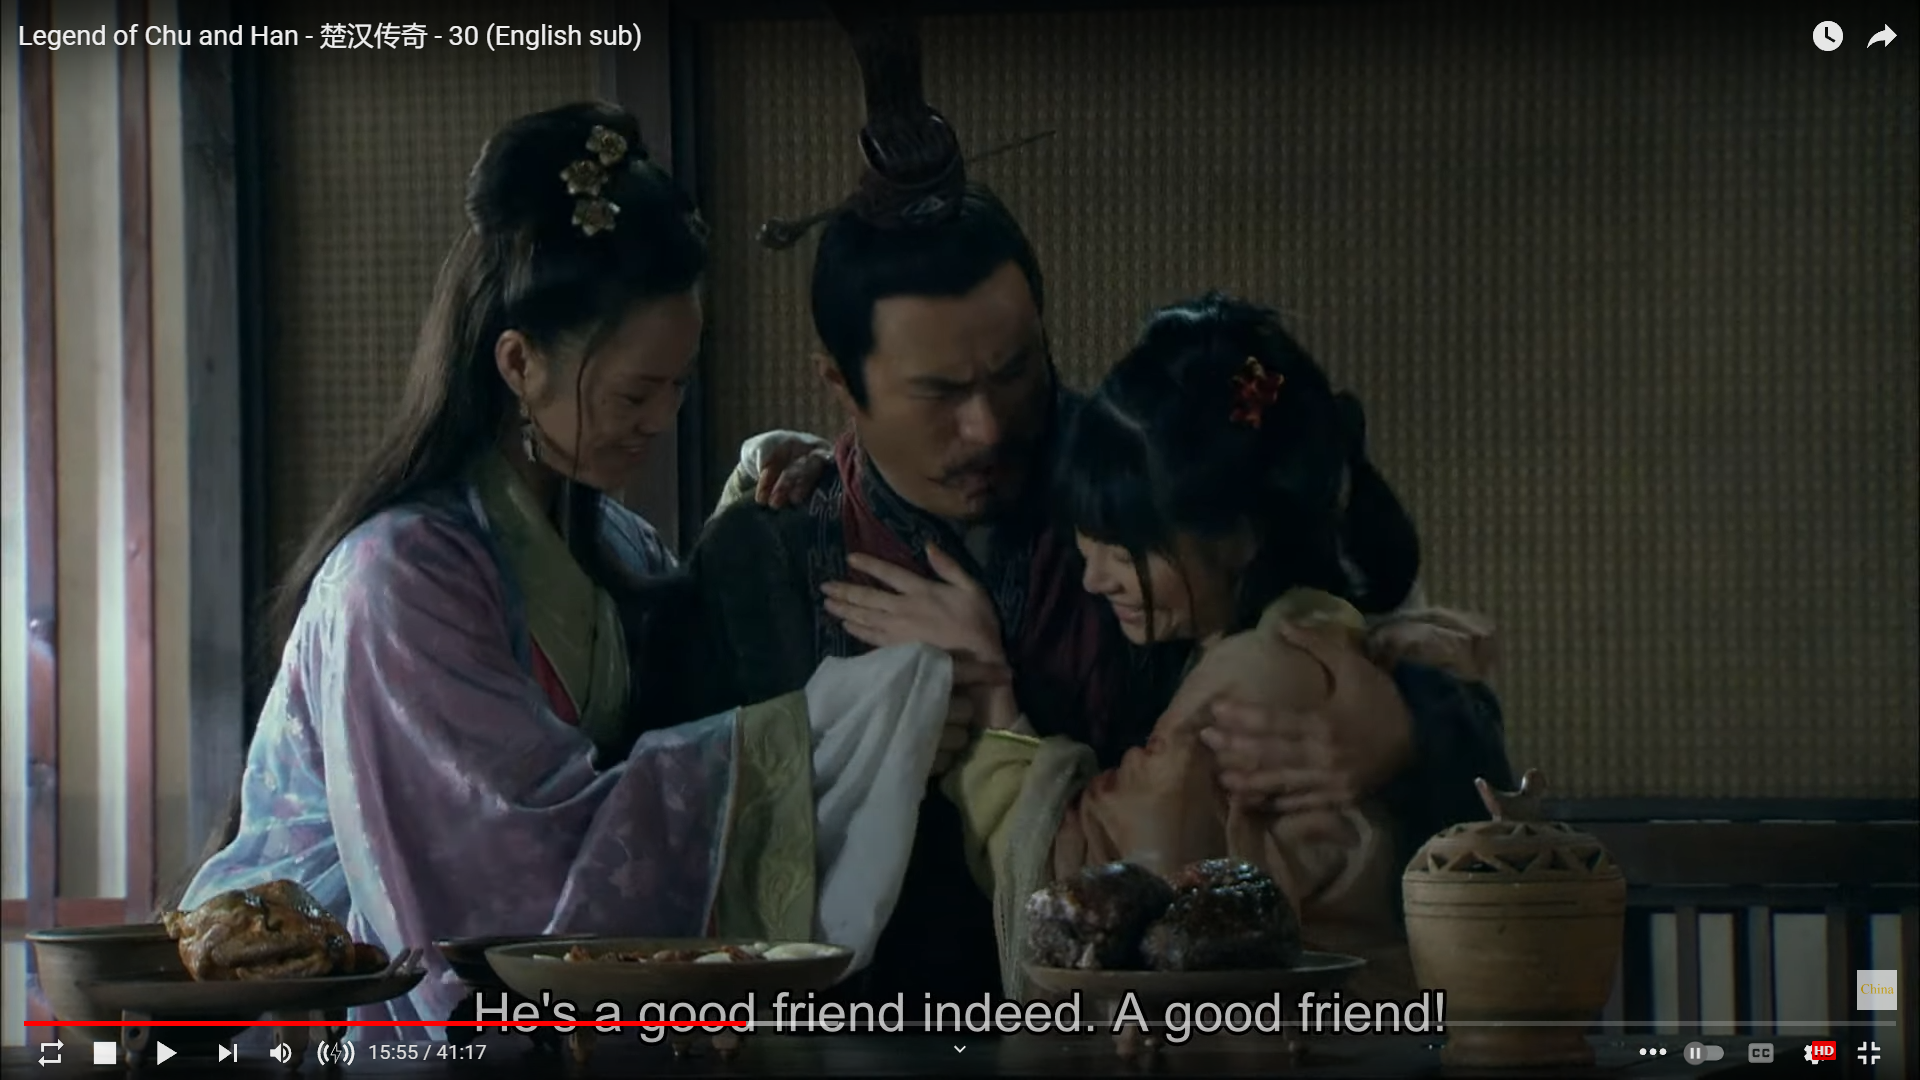 Legend of Chu and Han - 楚汉传奇 - 30 (English sub)
China
He's a good friend indeed. A good friend!
15:55 / 41:17
CC
HD